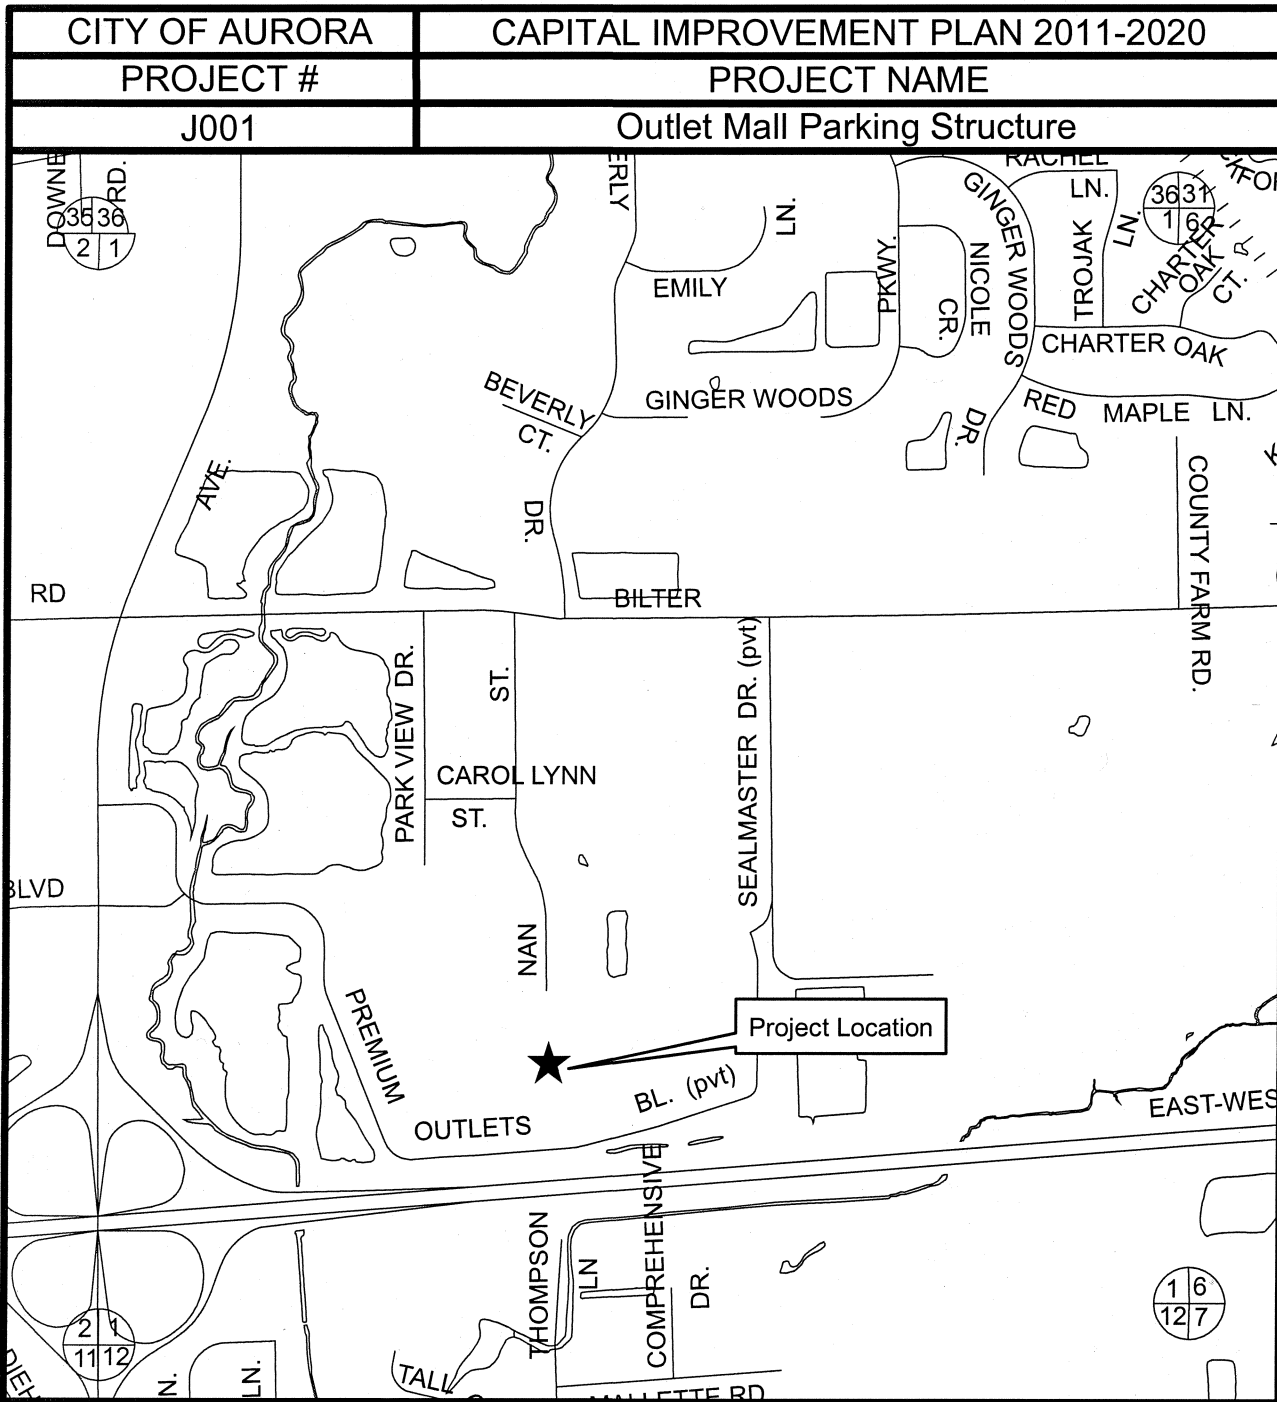 CITY OF AURORA
CAPITAL IMPROVEMENT PLAN 2011-2020
PROJECT #
PROJECT NAME
J001
Outlet Mall Parking Structure
RD.
35 36
2 1
ERLY
LN.
EMILY
PKWY.
GINGER WOODS
NICOLE
CR.
DR.
RACHEL
LN.
TROJAK
LN.
36 31
1 6
CHARTER
OAK
CT.
CHARTER OAK
BEVERLY
CT.
GINGER WOODS
RED MAPLE LN.
AVE.
DR.
COUNTY FARM RD.
RD
BILTER
PARK VIEW DR.
ST.
CAROL LYNN
ST.
SEALMASTER DR. (pvt)
BLVD
NAN
PREMIUM
OUTLETS
BL. (pvt)
Project Location
EAST-WES
THOMPSON
LN
COMPREHENSIVE
DR.
2 1
11 12
1 6
12 7
DIEH
N.
LN.
TALL
MALLETTE RD